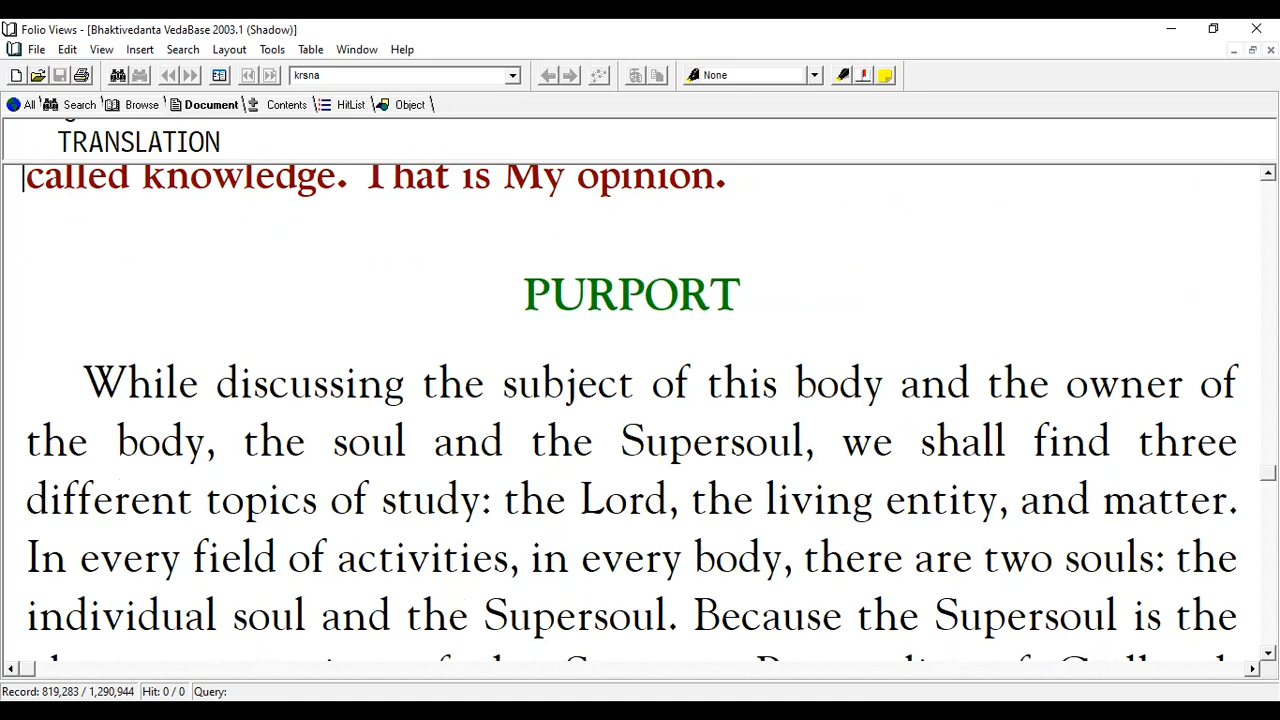 Folio Views - [Bhaktivedanta VedaBase 2003.1 (Shadow)]
File Edit View Insert Search Layout Tools Table Window Help
krsna None
All Search Browse Document Contents HitList Object
TRANSLATION
called knowledge. That is My opinion.
PURPORT
While discussing the subject of this body and the owner of
the body, the soul and the Supersoul, we shall find three
different topics of study: the Lord, the living entity, and matter.
In every field of activities, in every body, there are two souls: the
individual soul and the Supersoul. Because the Supersoul is the
Record: 819,283 / 1,290,944 Hit: 0 / 0 Query: